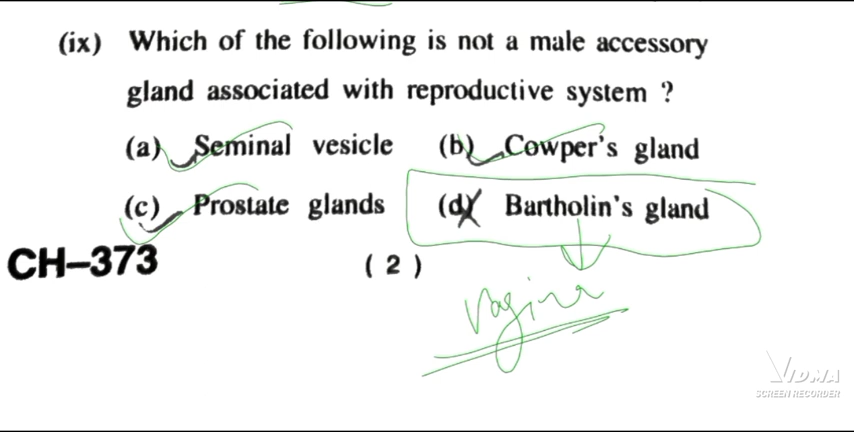 (ix) Which of the following is not a male accessory
gland associated with reproductive system ?
(a) Seminal vesicle (b) Cowper's gland
(c) Prostate glands (d) Bartholin's gland
CH-373 ( 2 )
vagina
VIDMA
SCREEN RECORDER